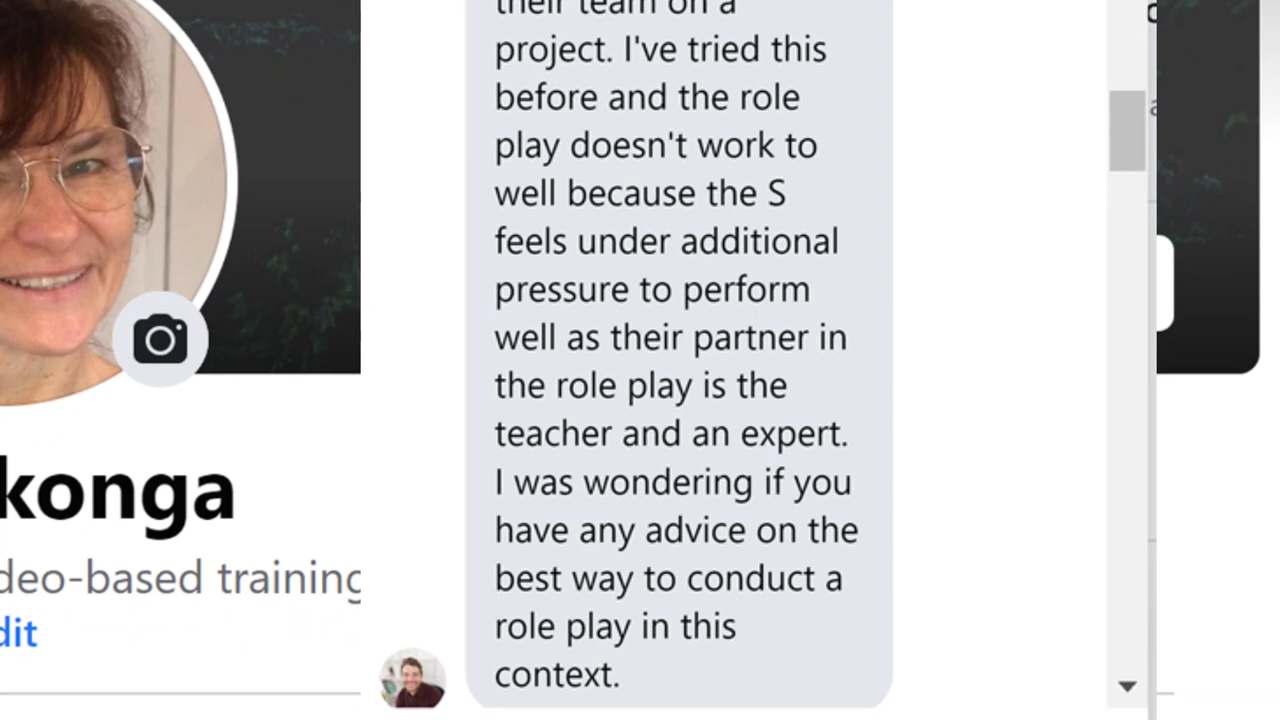 their team on a
project. I've tried this
before and the role
play doesn't work to
well because the S
feels under additional
pressure to perform
well as their partner in
the role play is the
teacher and an expert.
I was wondering if you
have any advice on the
best way to conduct a
role play in this
context.
konga
deo-based training
dit